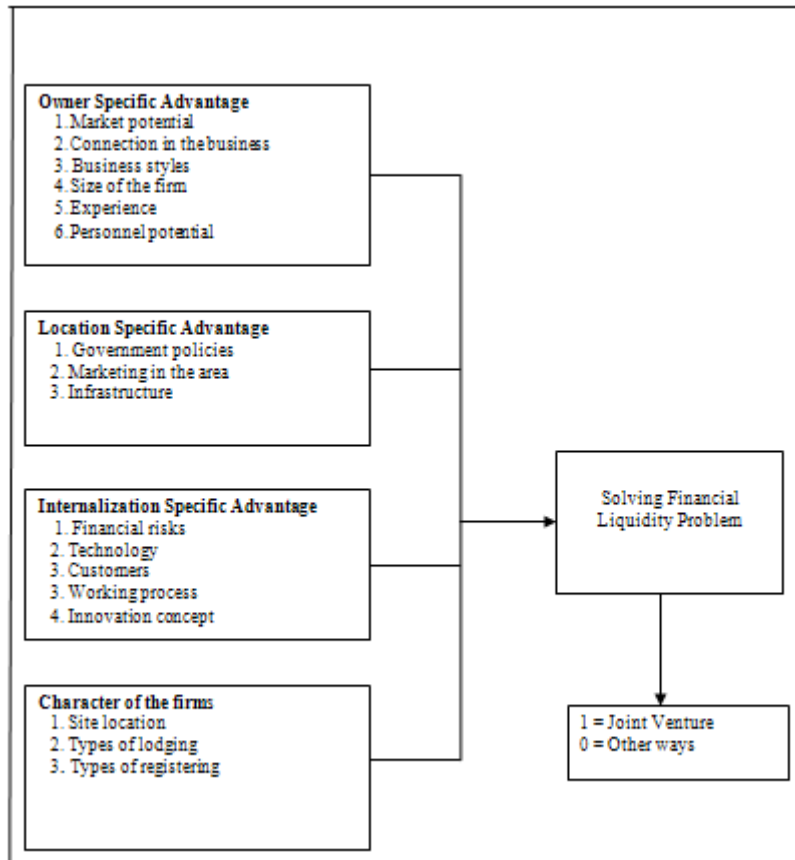 Owner Specific Advantage
1. Market potential
2. Connection in the business
3. Business styles
4. Size of the firm
5. Experience
6. Personnel potential
Location Specific Advantage
1. Government policies
2. Marketing in the area
3. Infrastructure
Internalization Specific Advantage
1. Financial risks
2. Technology
3. Customers
3. Working process
4. Innovation concept
Character of the firms
1. Site location
2. Types of lodging
3. Types of registering
Solving Financial
Liquidity Problem
1 = Joint Venture
0 = Other ways